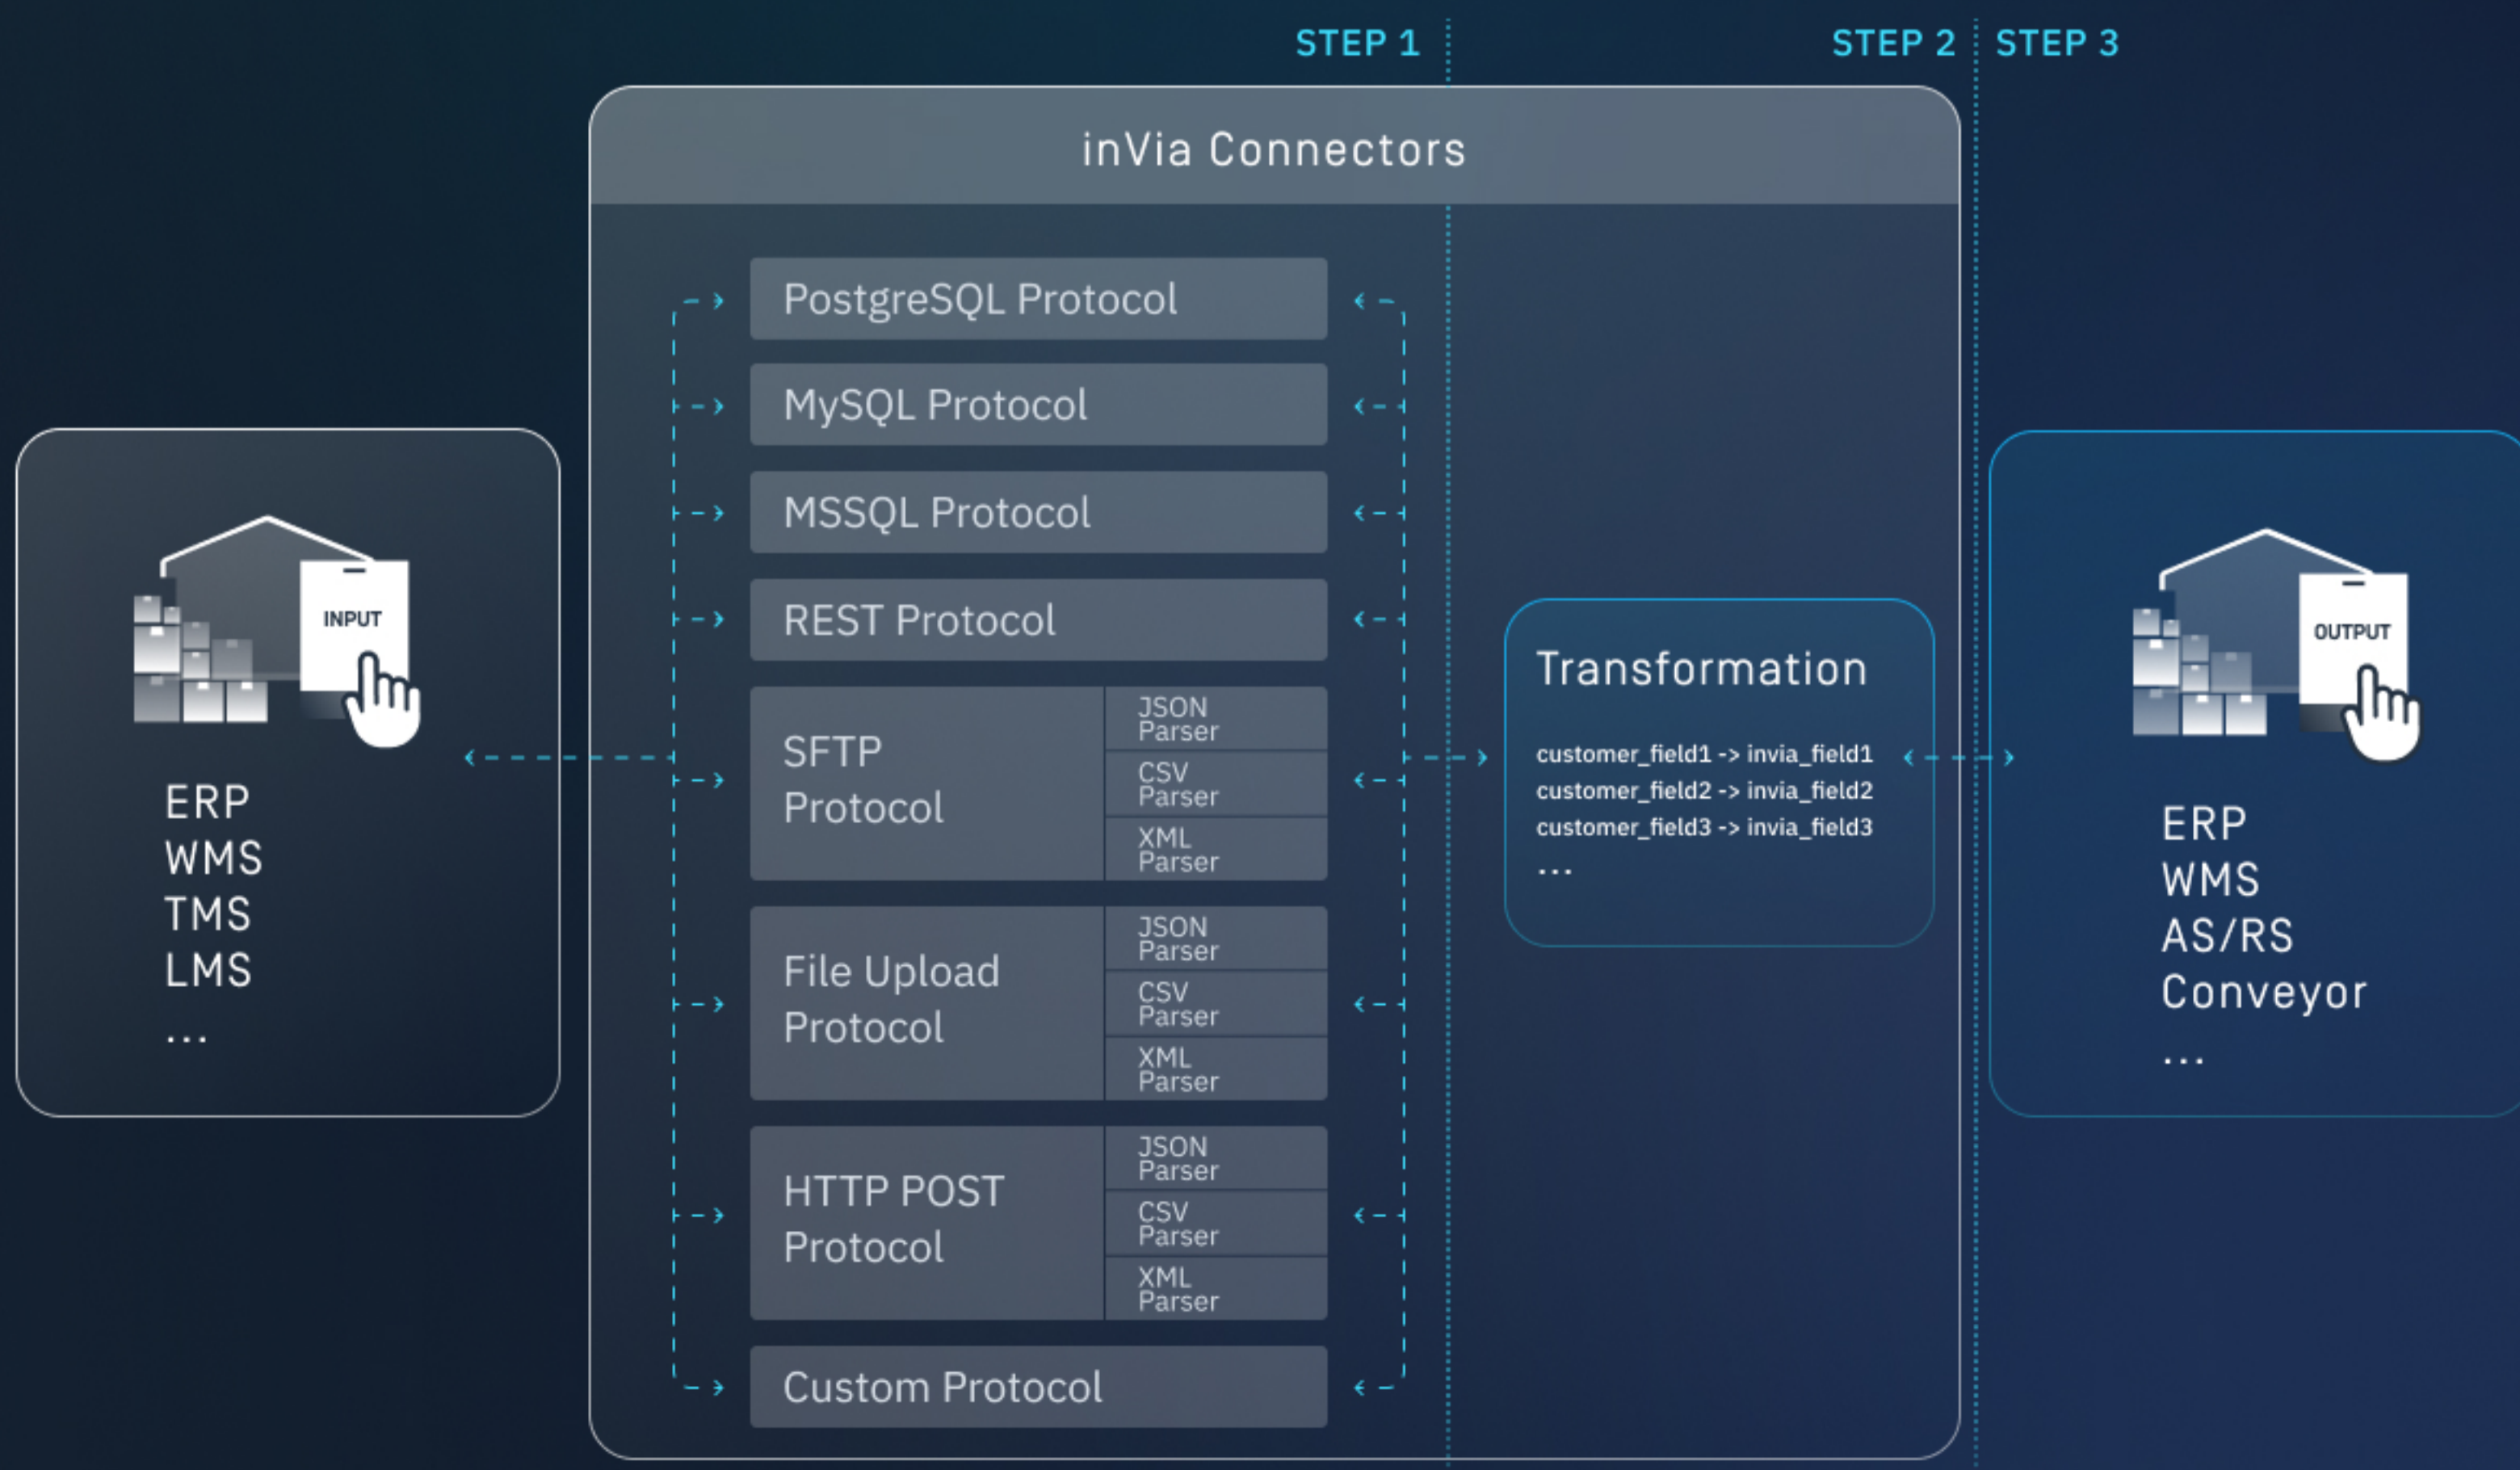 STEP 1
STEP 2
STEP 3
inVia Connectors
INPUT
ERP
WMS
TMS
LMS
...
PostgreSQL Protocol
MySQL Protocol
MSSQL Protocol
REST Protocol
SFTP
Protocol
JSON
Parser
CSV
Parser
XML
Parser
File Upload
Protocol
JSON
Parser
CSV
Parser
XML
Parser
HTTP POST
Protocol
JSON
Parser
CSV
Parser
XML
Parser
Custom Protocol
Transformation
customer_field1 -> invia_field1
customer_field2 -> invia_field2
customer_field3 -> invia_field3
...
OUTPUT
ERP
WMS
AS/RS
Conveyor
...